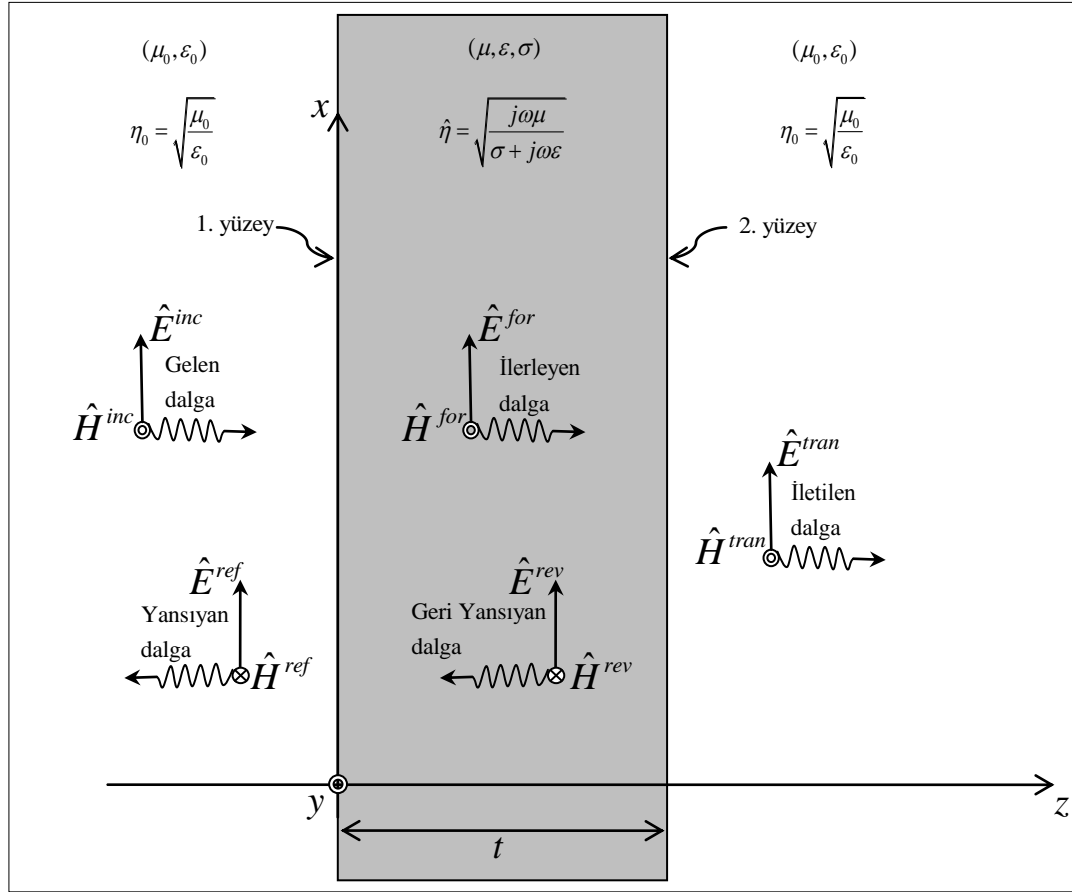 (μ₀, ε₀)
(μ, ε, σ)
(μ₀, ε₀)
x
η₀ = √(μ₀/ε₀)
η̂ = √(jωμ/(σ + jωε))
η₀ = √(μ₀/ε₀)
1. yüzey
2. yüzey
Ê^inc
Gelen
dalga
Ĥ^inc
Ê^for
İlerleyen
dalga
Ĥ^for
Ê^tran
İletilen
dalga
Ĥ^tran
Ê^ref
Yansıyan
dalga
Ĥ^ref
Ê^rev
Geri Yansıyan
dalga
Ĥ^rev
y
z
t